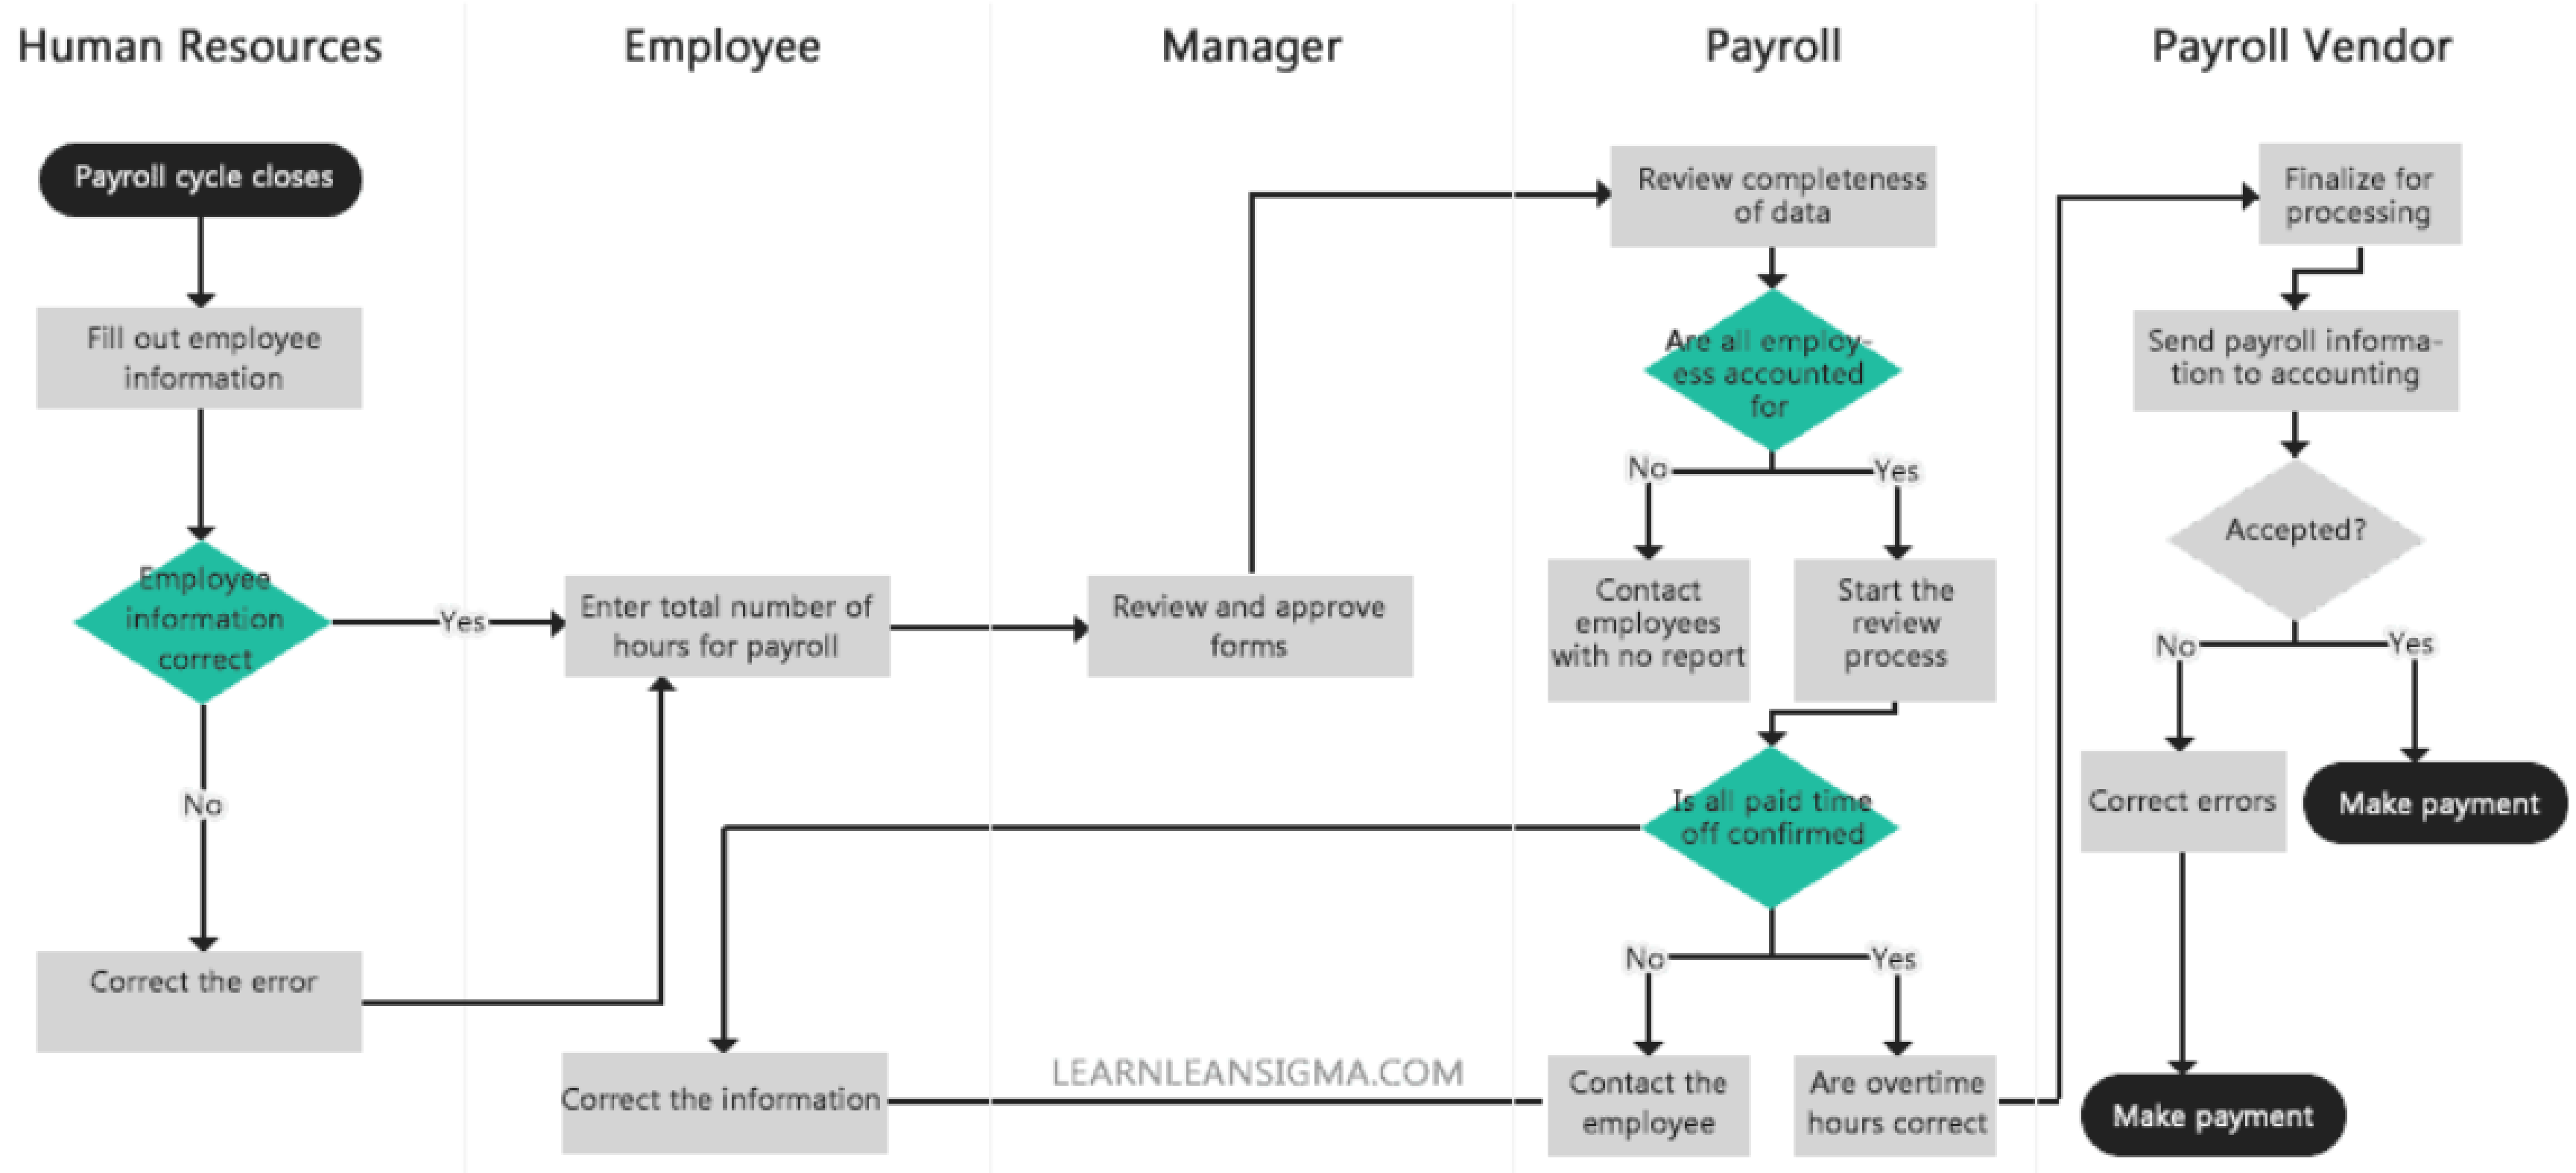 Human Resources
Employee
Manager
Payroll
Payroll Vendor
Payroll cycle closes
Fill out employee
information
Employee
information
correct
Yes
No
Correct the error
Enter total number of
hours for payroll
Correct the information
Review and approve
forms
LEARNLEANSIGMA.COM
Review completeness
of data
Are all employ-
ess accounted
for
No
Yes
Contact
employees
with no report
Start the
review
process
Is all paid time
off confirmed
No
Yes
Contact the
employee
Are overtime
hours correct
Finalize for
processing
Send payroll informa-
tion to accounting
Accepted?
No
Yes
Correct errors
Make payment
Make payment